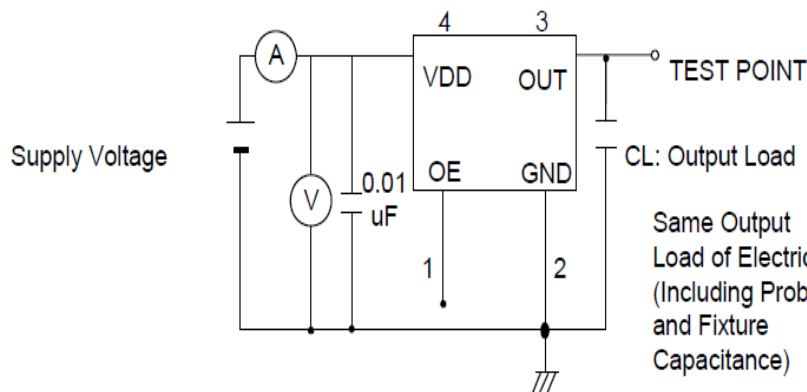 4 3
A
VDD OUT
TEST POINT
Supply Voltage
OE GND
CL: Output Load
V
0.01
uF
1 2
Same Output
Load of Electric
(Including Prob
and Fixture
Capacitance)